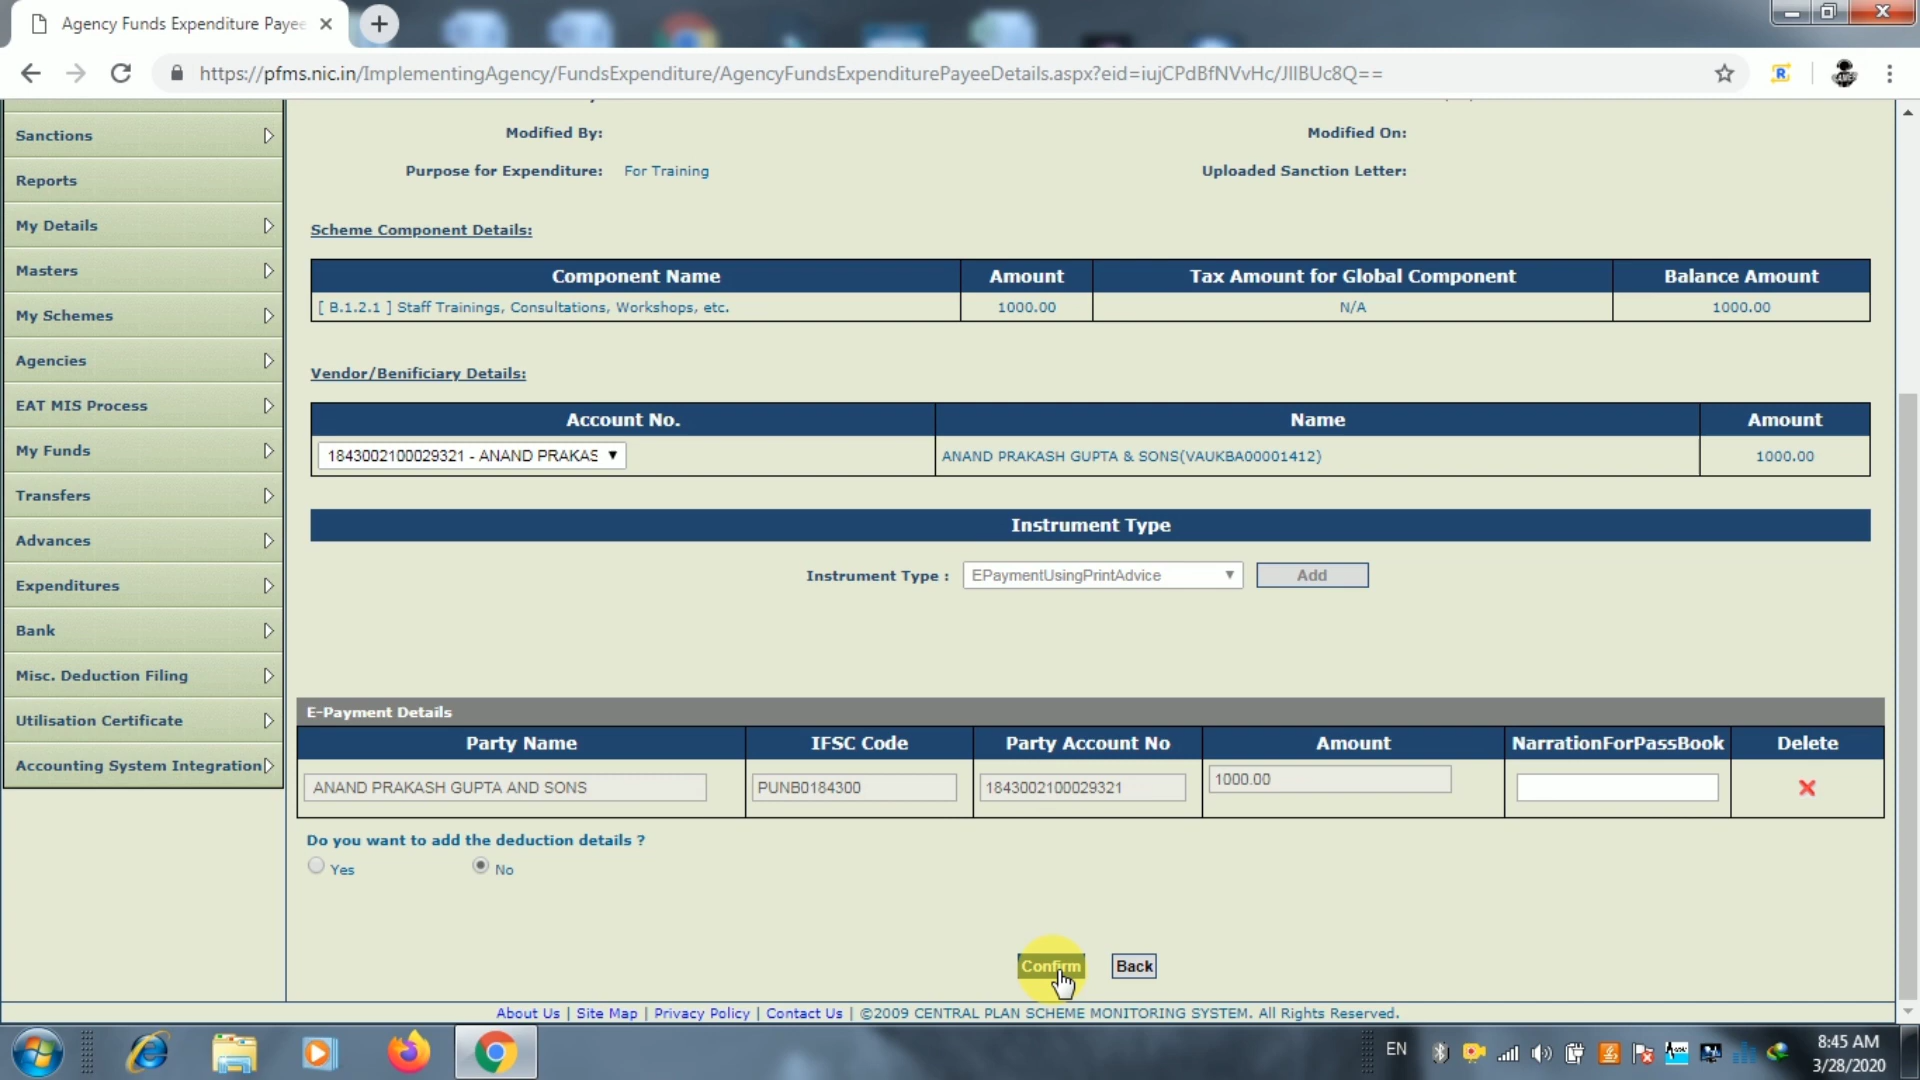 Agency Funds Expenditure Payee
https://pfms.nic.in/ImplementingAgency/FundsExpenditure/AgencyFundsExpenditurePayeeDetails.aspx?eid=iujCPdBfNVvHc/JIIBUc8Q==
Sanctions
Reports
My Details
Masters
My Schemes
Agencies
EAT MIS Process
My Funds
Transfers
Advances
Expenditures
Bank
Misc. Deduction Filing
Utilisation Certificate
Accounting System Integration
Modified By: Modified On:
Purpose for Expenditure: For Training Uploaded Sanction Letter:
Scheme Component Details:
Component Name Amount Tax Amount for Global Component Balance Amount
[ B.1.2.1 ] Staff Trainings, Consultations, Workshops, etc. 1000.00 N/A 1000.00
Vendor/Benificiary Details:
Account No. Name Amount
1843002100029321 - ANAND PRAKAS ANAND PRAKASH GUPTA & SONS(VAUKBA00001412) 1000.00
Instrument Type
Instrument Type : EPaymentUsingPrintAdvice Add
E-Payment Details
Party Name IFSC Code Party Account No Amount NarrationForPassBook Delete
ANAND PRAKASH GUPTA AND SONS PUNB0184300 1843002100029321 1000.00
Do you want to add the deduction details ?
Yes No
Confirm Back
About Us | Site Map | Privacy Policy | Contact Us | ©2009 CENTRAL PLAN SCHEME MONITORING SYSTEM. All Rights Reserved.
EN
8:45 AM
3/28/2020